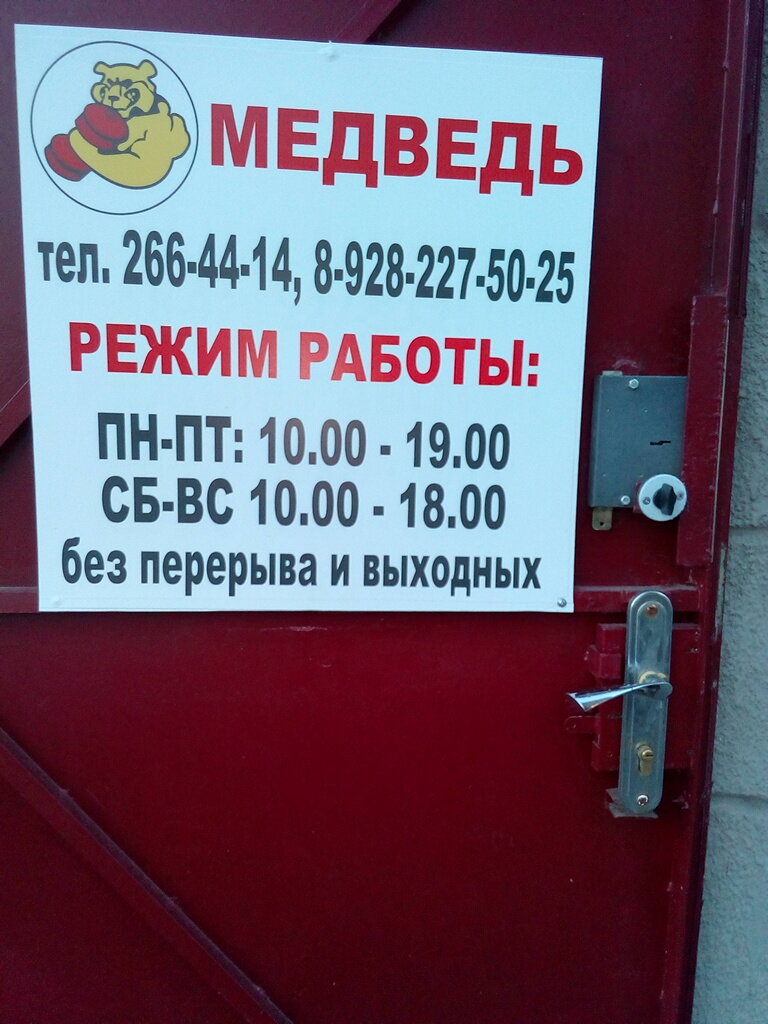 МЕДВЕДЬ
тел. 266-44-14, 8-928-227-50-25
РЕЖИМ РАБОТЫ:
ПН-ПТ: 10.00 - 19.00
СБ-ВС 10.00 - 18.00
без перерыва и выходных